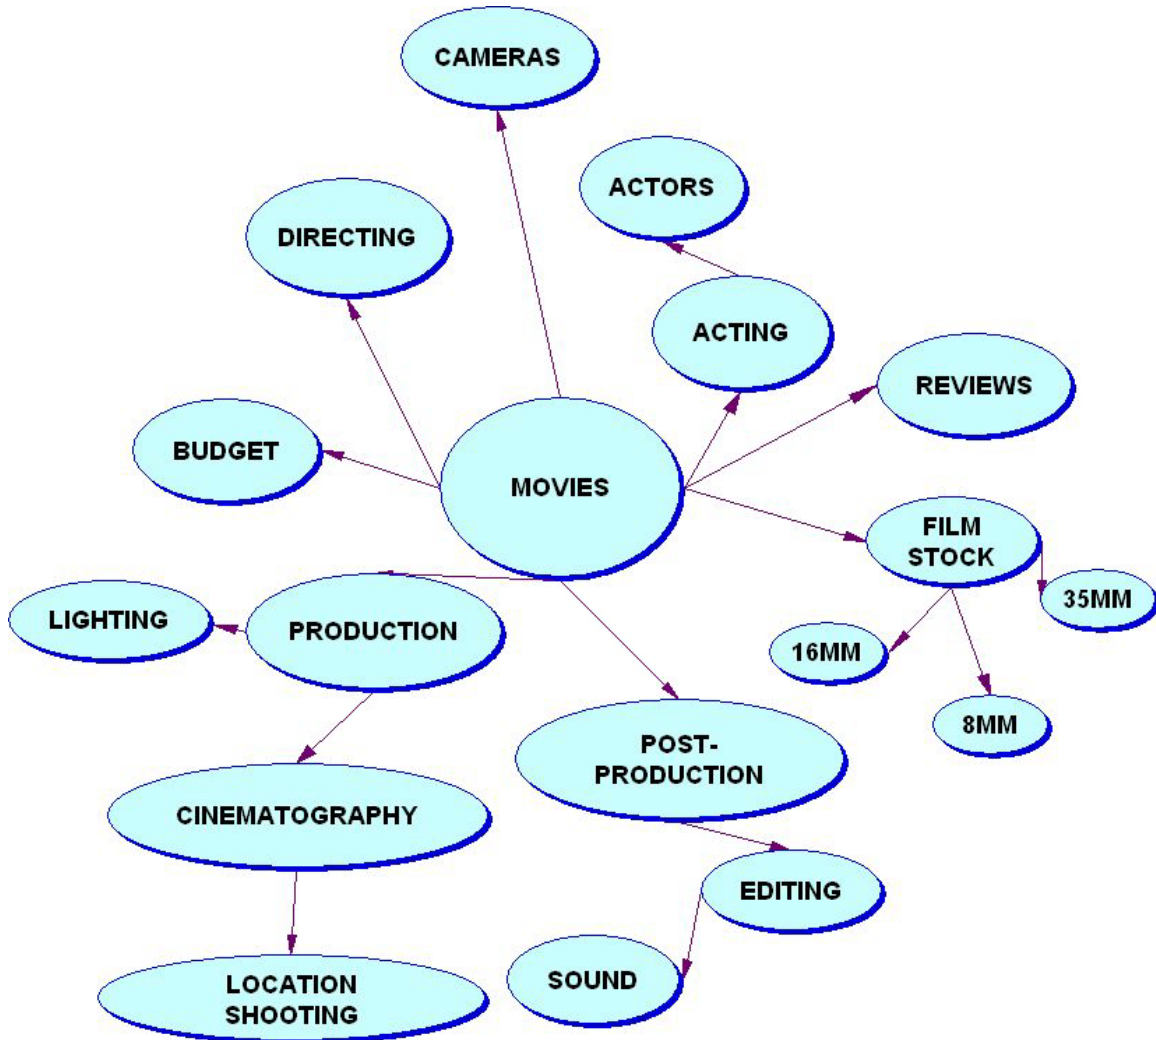 CAMERAS
ACTORS
DIRECTING
ACTING
REVIEWS
BUDGET
MOVIES
FILM
STOCK
35MM
LIGHTING
PRODUCTION
16MM
8MM
POST-
PRODUCTION
CINEMATOGRAPHY
EDITING
SOUND
LOCATION
SHOOTING